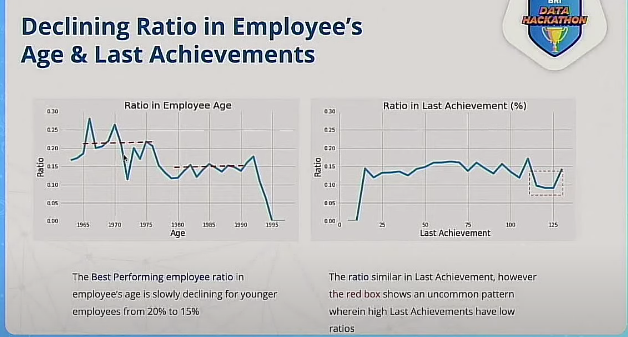 BRI
DATA
HACKATHON
Declining Ratio in Employee's
Age & Last Achievements
Ratio in Employee Age
0.30
0.25
0.20
0.15
0.10
0.05
0.00
Ratio
1965 1970 1975 1980 1985 1990 1995
Age
Ratio in Last Achievement (%)
0.30
0.25
0.20
0.15
0.10
0.05
0.00
Ratio
0 25 50 75 100 125
Last Achievement
The Best Performing employee ratio in
employee's age is slowly declining for younger
employees from 20% to 15%
The ratio similar in Last Achievement, however
the red box shows an uncommon pattern
wherein high Last Achievements have low
ratios